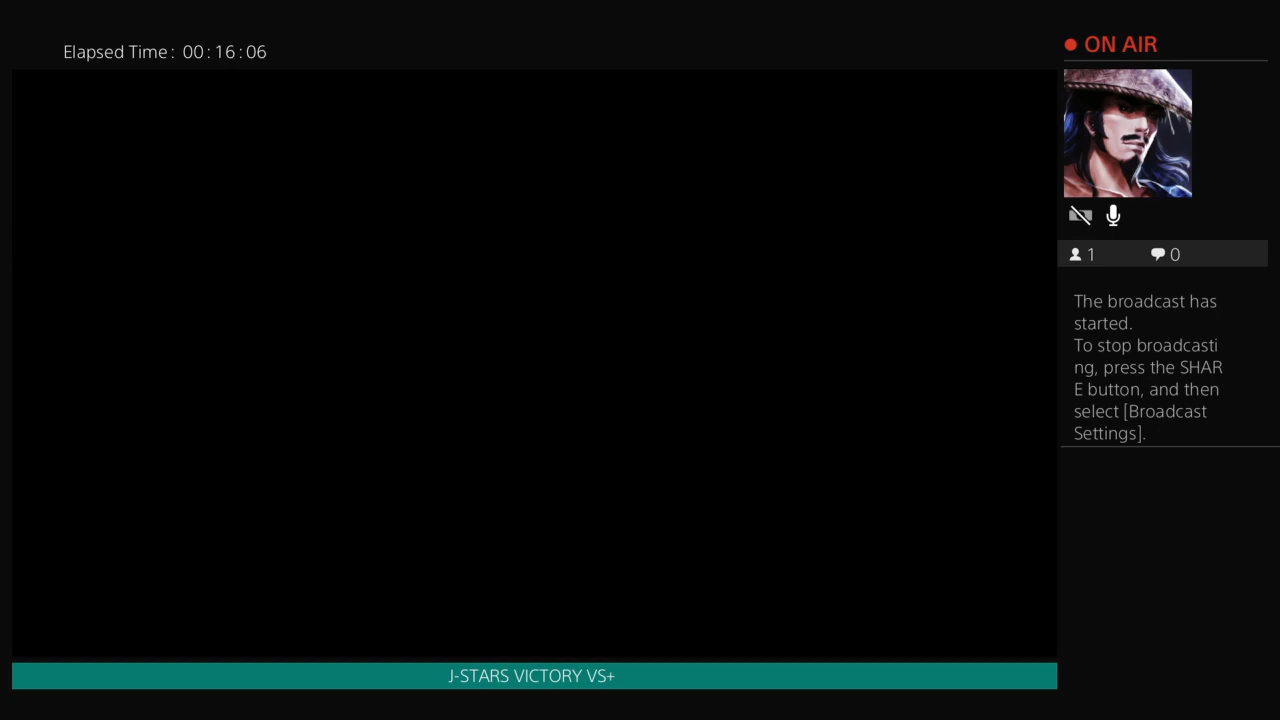 Elapsed Time: 00:16:06
ON AIR
1 0
The broadcast has
started.
To stop broadcasti
ng, press the SHAR
E button, and then
select [Broadcast
Settings].
J-STARS VICTORY VS+